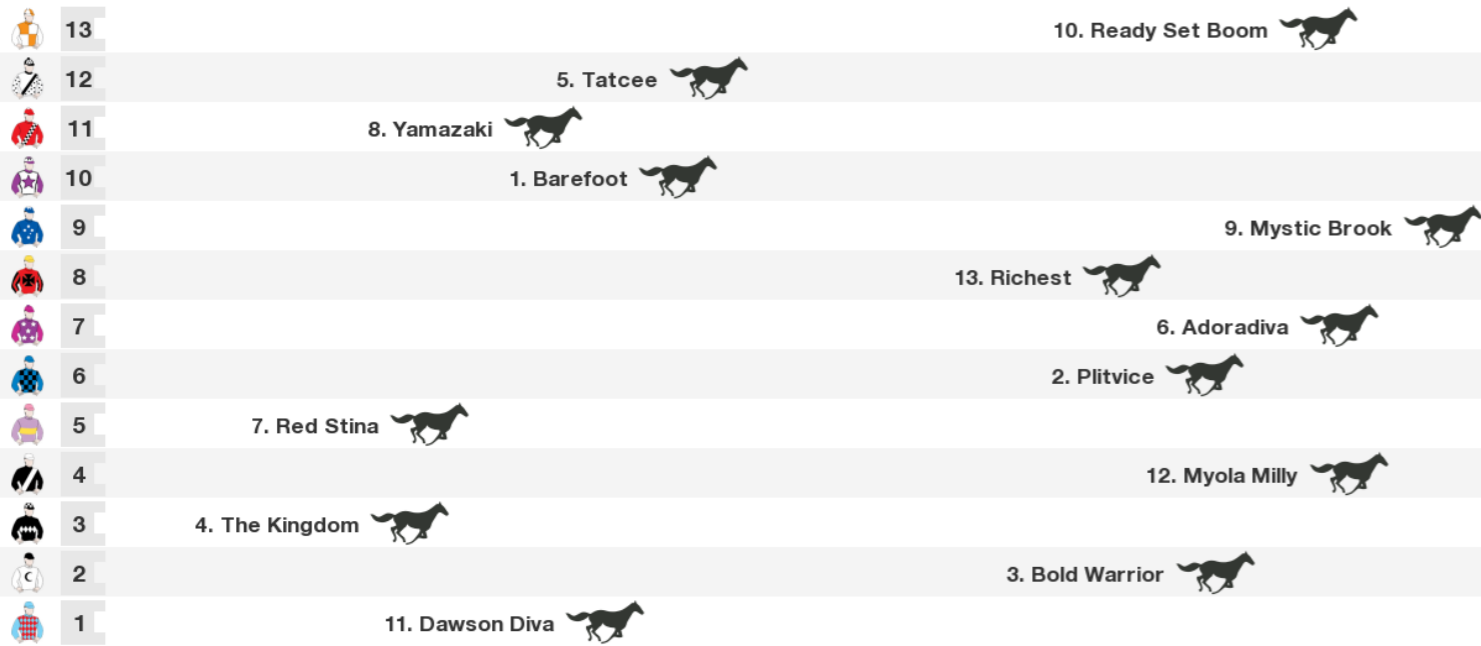 13 10. Ready Set Boom
12 5. Tatcee
11 8. Yamazaki
10 1. Barefoot
9 9. Mystic Brook
8 13. Richest
7 6. Adoradiva
6 2. Plitvice
5 7. Red Stina
4 12. Myola Milly
3 4. The Kingdom
2 3. Bold Warrior
1 11. Dawson Diva